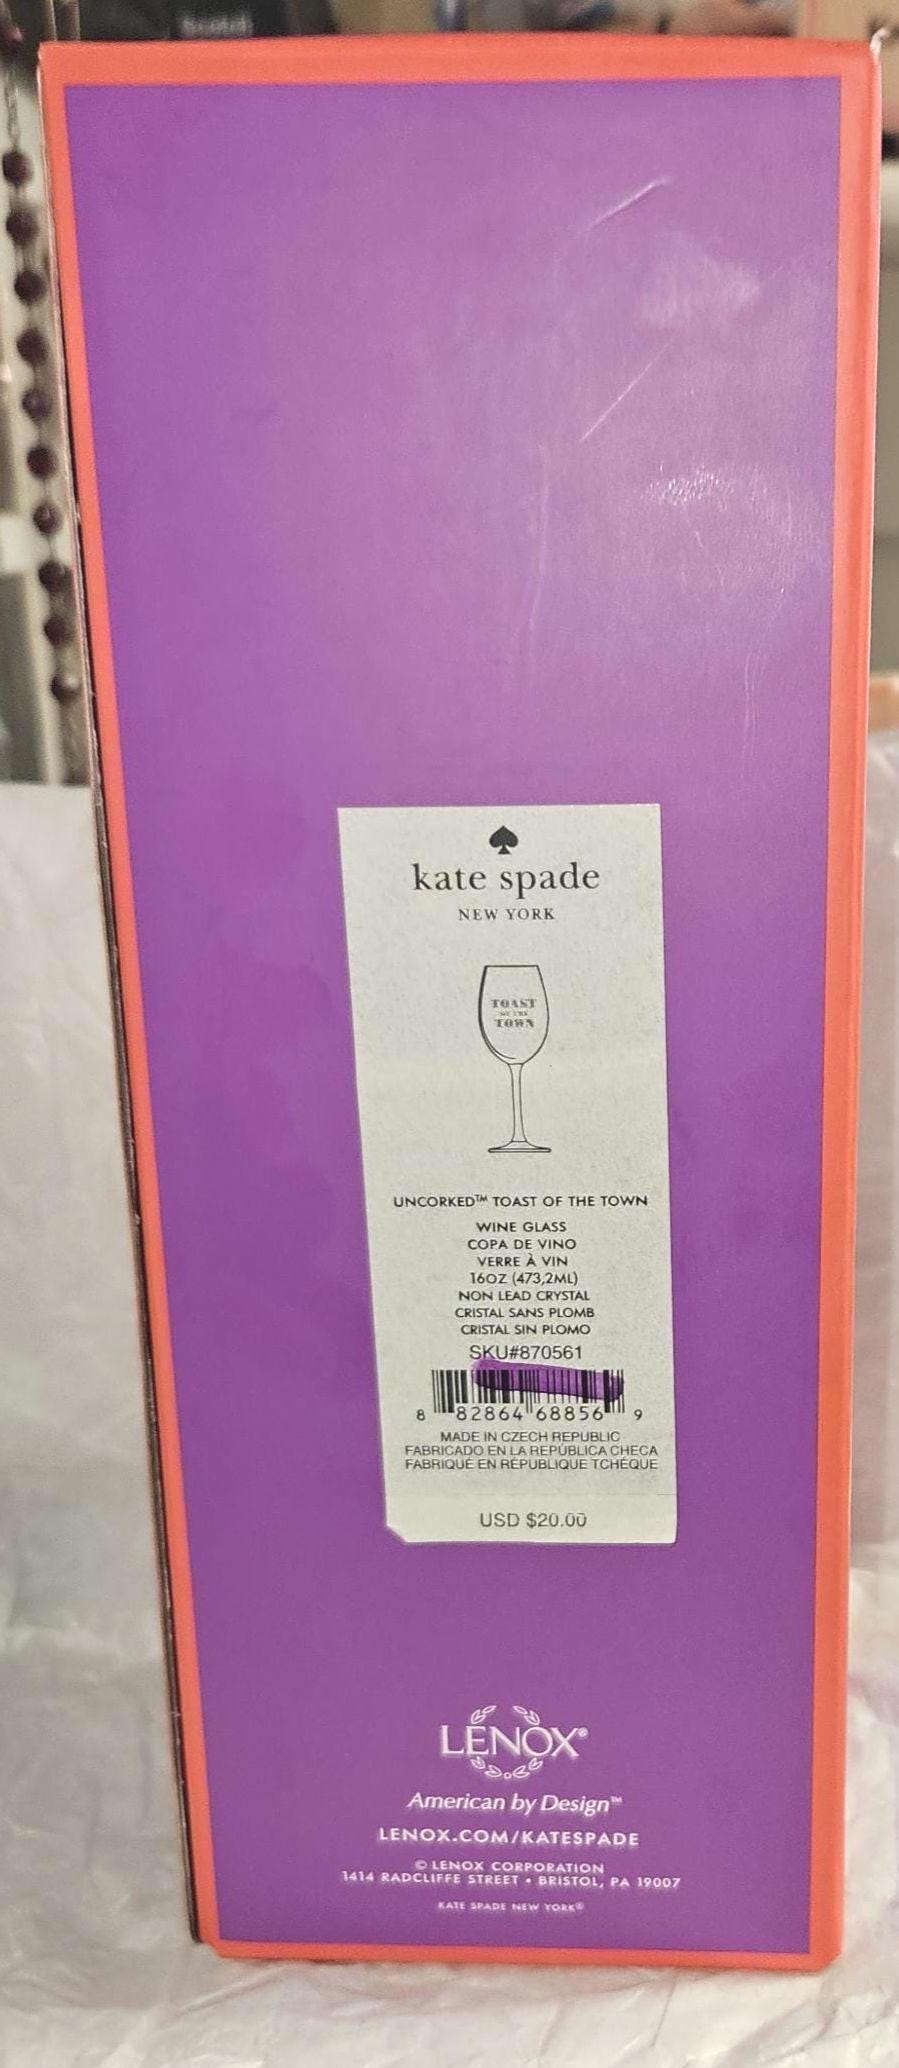 kate spade
NEW YORK
TOAST
OF THE
TOWN
UNCORKED™ TOAST OF THE TOWN
WINE GLASS
COPA DE VINO
VERRE À VIN
16OZ (473,2ML)
NON LEAD CRYSTAL
CRISTAL SANS PLOMB
CRISTAL SIN PLOMO
SKU#870561
8 82864 68856 9
MADE IN CZECH REPUBLIC
FABRICADO EN LA REPÚBLICA CHECA
FABRIQUÉ EN RÉPUBLIQUE TCHÈQUE
USD $20.00
LENOX®
American by Design™
LENOX.COM/KATESPADE
© LENOX CORPORATION
1414 RADCLIFFE STREET • BRISTOL, PA 19007
KATE SPADE NEW YORK®